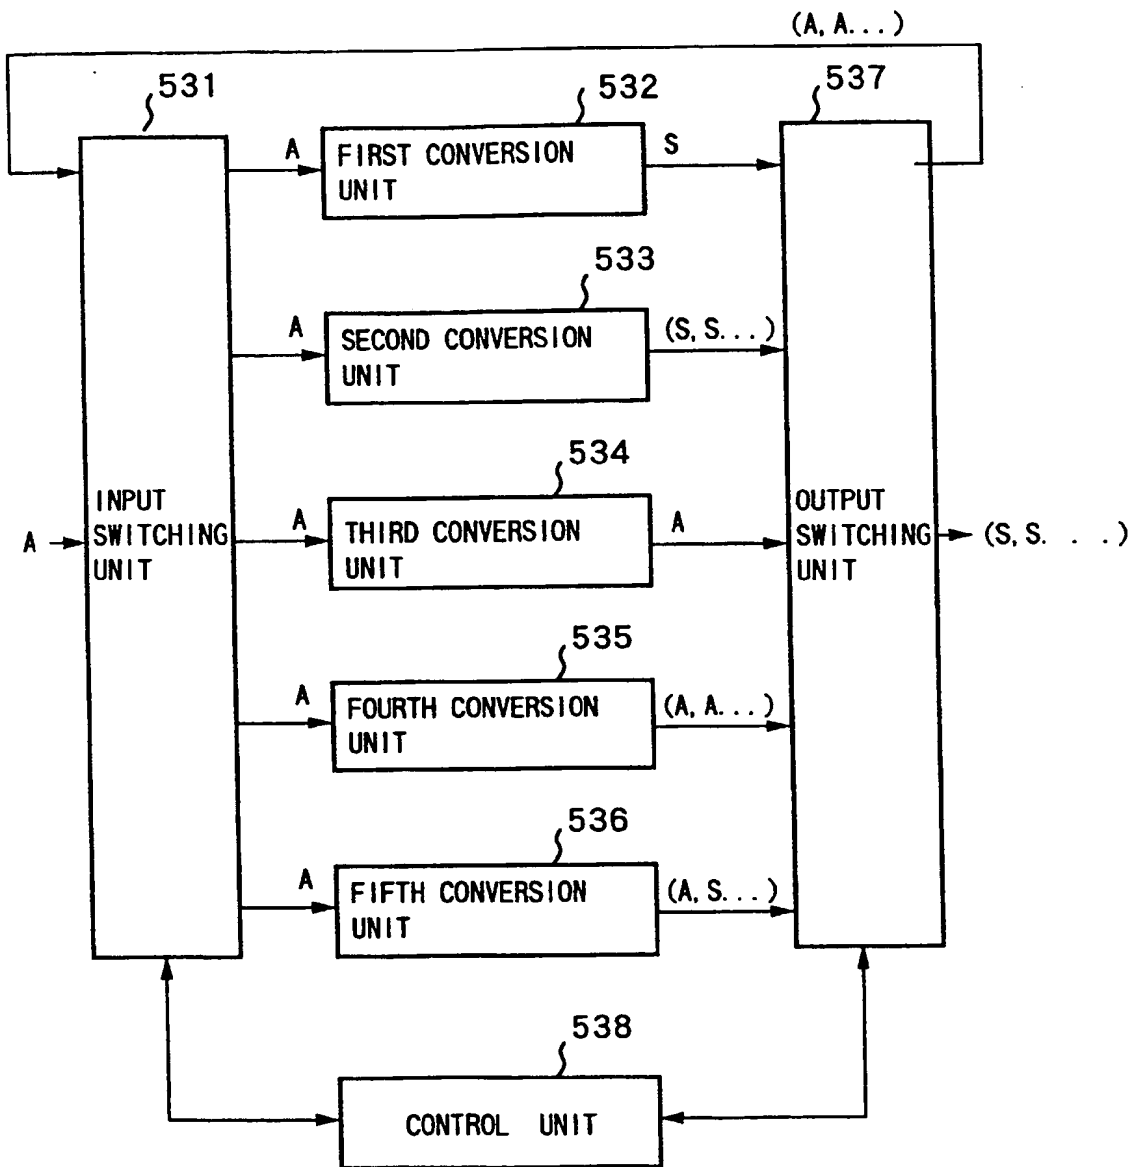 (A, A...)
531
532
537
A
FIRST CONVERSION
UNIT
S
533
A
SECOND CONVERSION
UNIT
(S, S...)
534
A
INPUT
SWITCHING
UNIT
A
THIRD CONVERSION
UNIT
A
OUTPUT
SWITCHING
UNIT
(S, S. . . .)
535
A
FOURTH CONVERSION
UNIT
(A, A...)
536
A
FIFTH CONVERSION
UNIT
(A, S...)
538
CONTROL UNIT